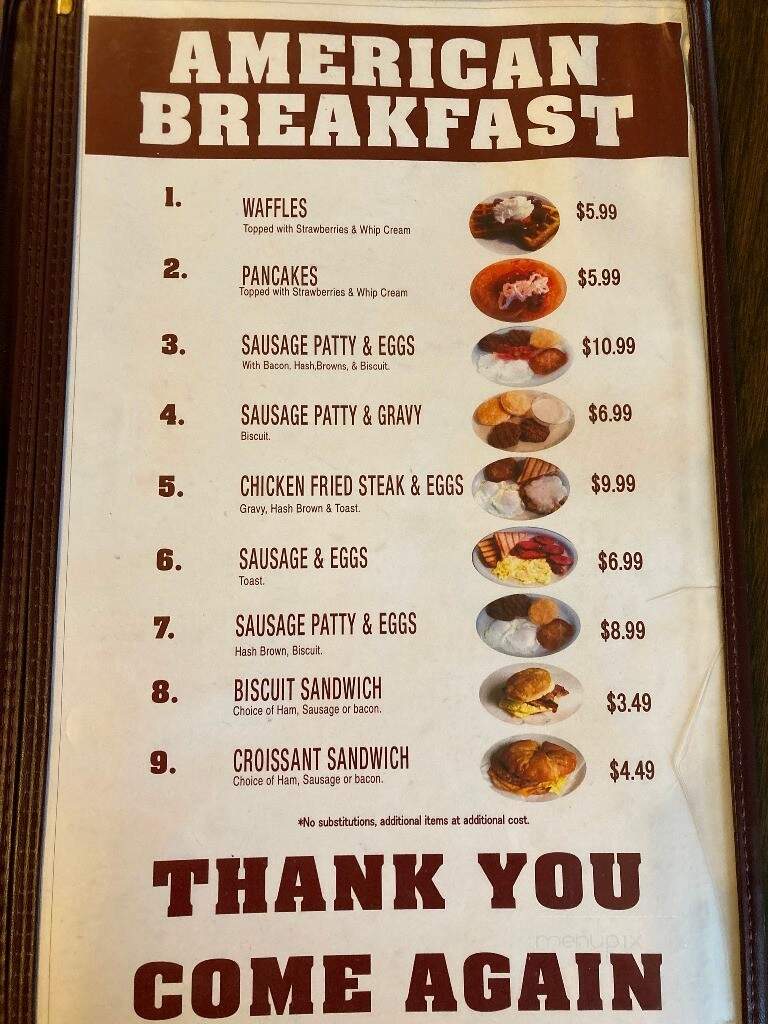 AMERICAN
BREAKFAST
1. WAFFLES $5.99
Topped with Strawberries & Whip Cream
2. PANCAKES $5.99
Topped with Strawberries & Whip Cream
3. SAUSAGE PATTY & EGGS $10.99
With Bacon, Hash,Browns, & Biscuit.
4. SAUSAGE PATTY & GRAVY $6.99
Biscuit.
5. CHICKEN FRIED STEAK & EGGS $9.99
Gravy, Hash Brown & Toast.
6. SAUSAGE & EGGS $6.99
Toast.
7. SAUSAGE PATTY & EGGS $8.99
Hash Brown, Biscuit.
8. BISCUIT SANDWICH $3.49
Choice of Ham, Sausage or bacon.
9. CROISSANT SANDWICH $4.49
Choice of Ham, Sausage or bacon.
*No substitutions, additional items at additional cost.
THANK YOU
menupix
COME AGAIN